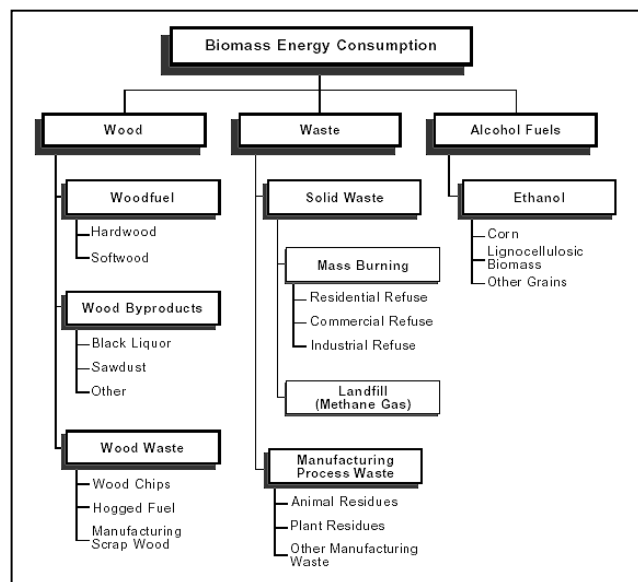 Biomass Energy Consumption
Wood
Waste
Alcohol Fuels
Woodfuel
Hardwood
Softwood
Wood Byproducts
Black Liquor
Sawdust
Other
Wood Waste
Wood Chips
Hogged Fuel
Manufacturing
Scrap Wood
Solid Waste
Mass Burning
Residential Refuse
Commercial Refuse
Industrial Refuse
Landfill
(Methane Gas)
Manufacturing
Process Waste
Animal Residues
Plant Residues
Other Manufacturing
Waste
Ethanol
Corn
Lignocellulosic
Biomass
Other Grains